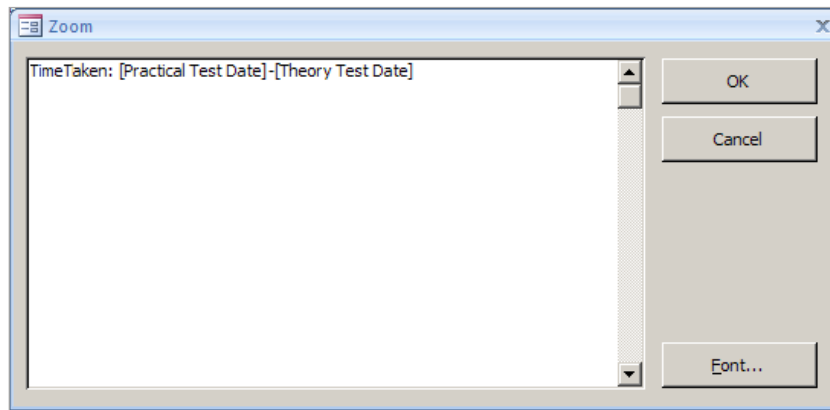 Zoom
TimeTaken: [Practical Test Date]-[Theory Test Date]
OK
Cancel
Font...